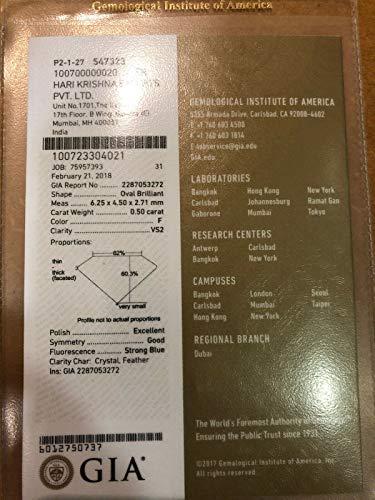 Gemological Institute of America
P2-1-27 547323
HARI KRISHNA
PVT. LTD.
Unit No.1701,The
17th Floor, B Wing,
Mumbai, MH 40005
India
100723304021
JOB: 75957393 31
February 21, 2018
GIA Report No 2287053272
Shape Oval Brilliant
Meas 6.25 x 4.50 x 2.71 mm
Carat Weight 0.50 carat
Color F
Clarity VS2
Proportions:
62%
thin
thick
(faceted)
60.3%
very small
Profile not to actual proportions
Polish Excellent
Symmetry Good
Fluorescence Strong Blue
Clarity Char: Crystal, Feather
Ins: GIA 2287053272
6012750737
GIA
GEMOLOGICAL INSTITUTE OF AMERICA
5355 Armada Drive, Carlsbad, CA 92008-4602
T +1 760 603 4500
F +1 760 603 1814
E labservice@gia.edu
GIA.edu
LABORATORIES
Bangkok Hong Kong New York
Carlsbad Johannesburg Ramat Gan
Gaborone Mumbai Tokyo
RESEARCH CENTERS
Antwerp Carlsbad
Bangkok New York
CAMPUSES
Bangkok London Seoul
Carlsbad Mumbai Taipei
Hong Kong New York
REGIONAL BRANCH
Dubai
The World's Foremost Authority in
Ensuring the Public Trust since 1931
©2017 Gemological Institute of America, Inc.